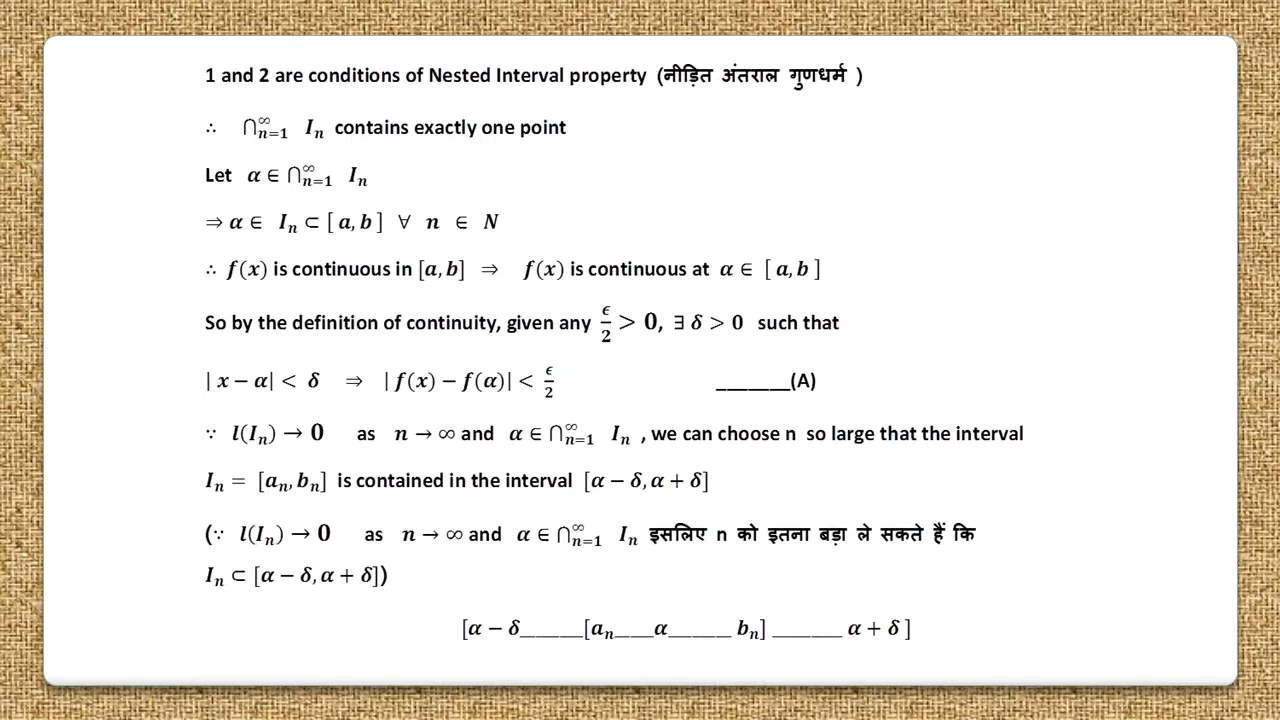 1 and 2 are conditions of Nested Interval property (नीड़ित अंतराल गुणधर्म )
∴ ⋂_{n=1}^{∞} I_n contains exactly one point
Let α ∈ ⋂_{n=1}^{∞} I_n
⇒ α ∈ I_n ⊂ [ a, b ] ∀ n ∈ N
∴ f(x) is continuous in [a, b] ⇒ f(x) is continuous at α ∈ [ a, b ]
So by the definition of continuity, given any ϵ/2 > 0, ∃ δ > 0 such that
| x − α| < δ ⇒ | f(x) − f(α)| < ϵ/2 _______(A)
∵ l(I_n) → 0 as n → ∞ and α ∈ ⋂_{n=1}^{∞} I_n , we can choose n so large that the interval
I_n = [a_n, b_n] is contained in the interval [α − δ, α + δ]
(∵ l(I_n) → 0 as n → ∞ and α ∈ ⋂_{n=1}^{∞} I_n इसलिए n को इतना बड़ा ले सकते हैं कि
I_n ⊂ [α − δ, α + δ])
[α − δ______[a_n____α______ b_n] _______ α + δ ]